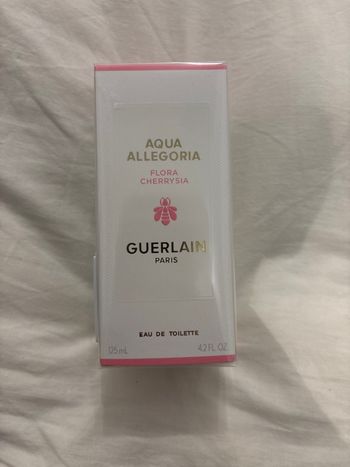 AQUA
ALLEGORIA
FLORA
CHERRYSIA
GUERLAIN
PARIS
EAU DE TOILETTE
125 mL 4.2 FL. OZ.